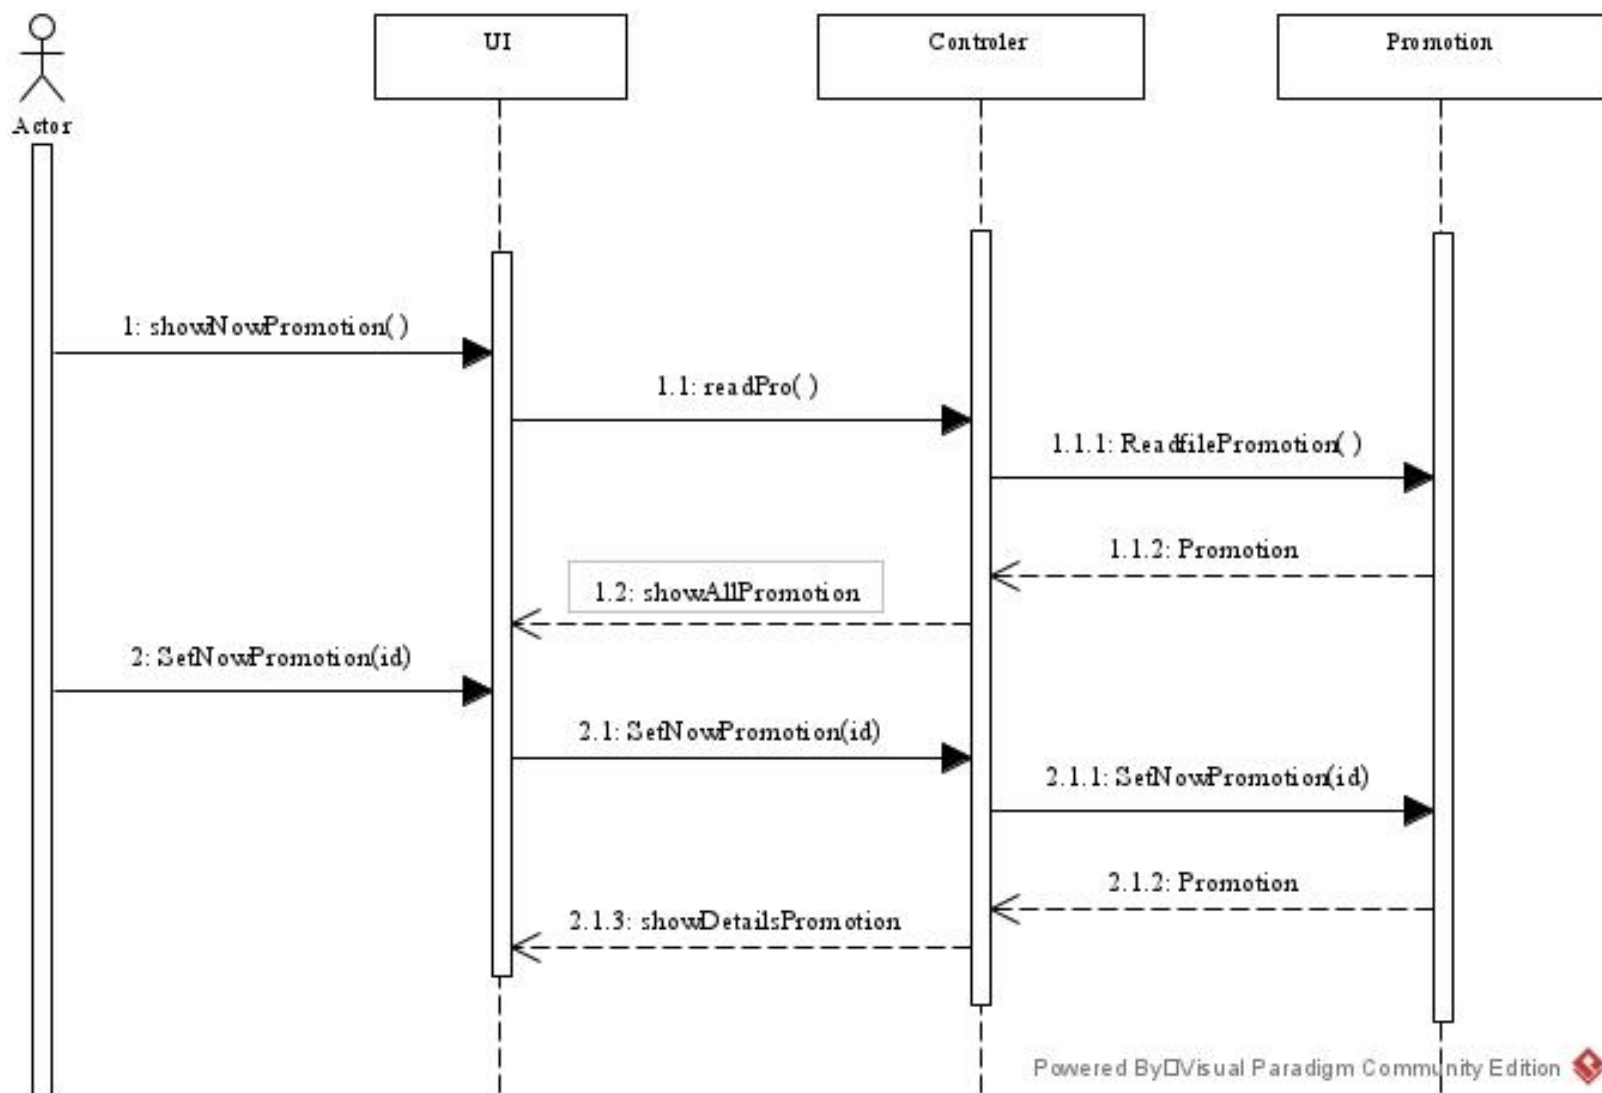 UI
Controler
Promotion
Actor
1: showNowPromotion( )
1.1: readPro( )
1.1.1: ReadfilePromotion( )
1.1.2: Promotion
1.2: showAllPromotion
2: SetNowPromotion(id)
2.1: SetNowPromotion(id)
2.1.1: SetNowPromotion(id)
2.1.2: Promotion
2.1.3: showDetailsPromotion
Powered By□Visual Paradigm Community Edition